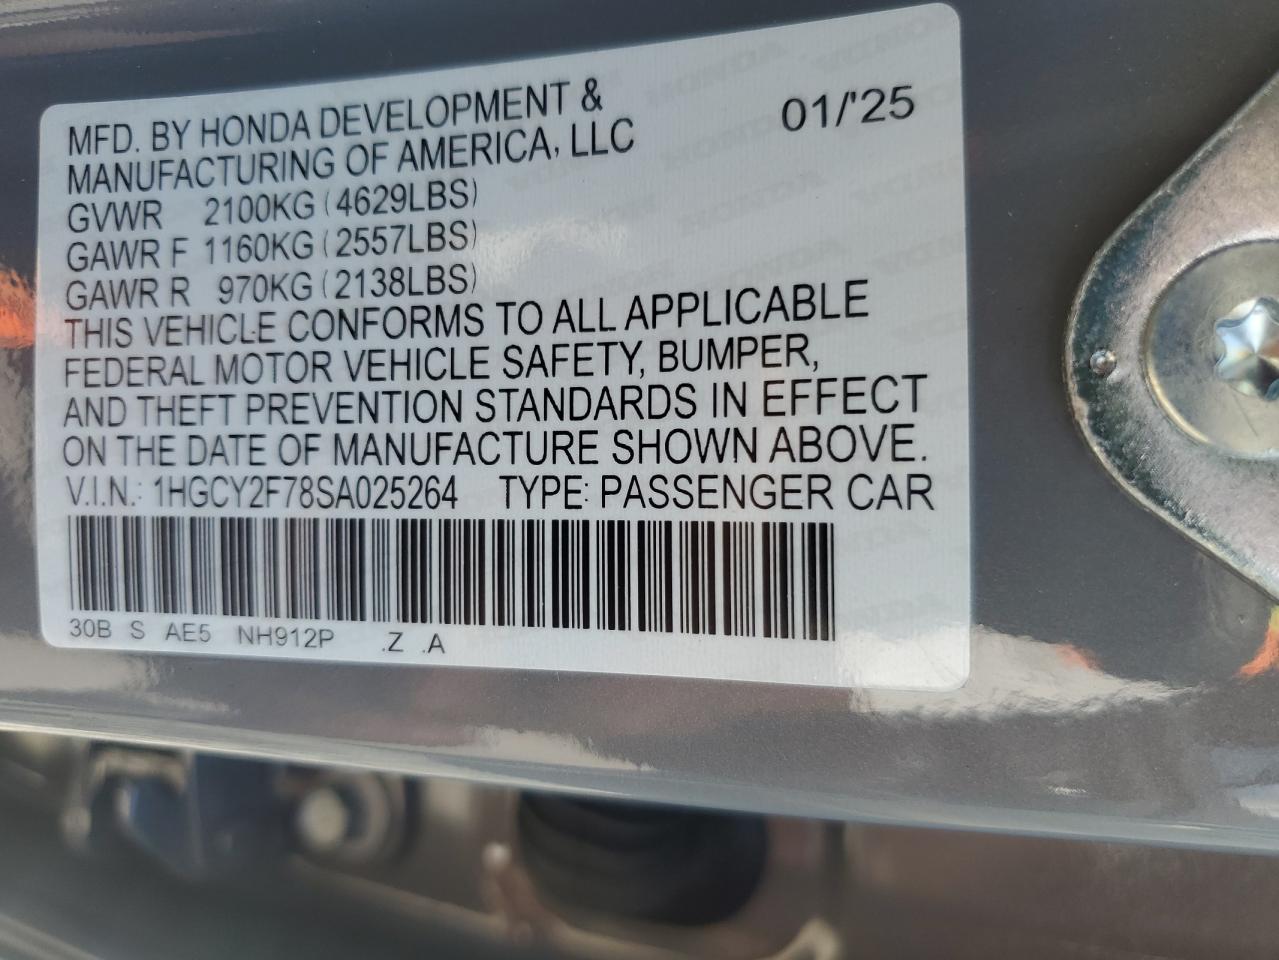 MFD. BY HONDA DEVELOPMENT & 01/'25
MANUFACTURING OF AMERICA, LLC
GVWR 2100KG (4629LBS)
GAWR F 1160KG (2557LBS)
GAWR R 970KG (2138LBS)
THIS VEHICLE CONFORMS TO ALL APPLICABLE
FEDERAL MOTOR VEHICLE SAFETY, BUMPER,
AND THEFT PREVENTION STANDARDS IN EFFECT
ON THE DATE OF MANUFACTURE SHOWN ABOVE.
V.I.N.: 1HGCY2F78SA025264 TYPE: PASSENGER CAR
30B S AE5 NH912P .Z .A